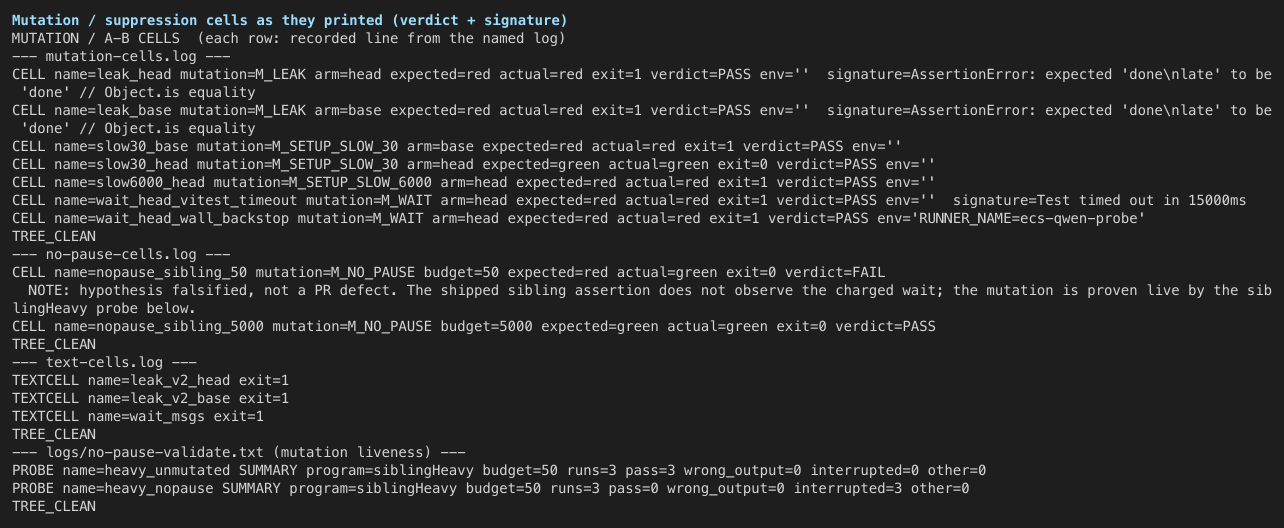 Mutation / suppression cells as they printed (verdict + signature)
MUTATION / A-B CELLS  (each row: recorded line from the named log)
--- mutation-cells.log ---
CELL name=leak_head mutation=M_LEAK arm=head expected=red actual=red exit=1 verdict=PASS env=''  signature=AssertionError: expected 'done\nlate' to be
 'done' // Object.is equality
CELL name=leak_base mutation=M_LEAK arm=base expected=red actual=red exit=1 verdict=PASS env=''  signature=AssertionError: expected 'done\nlate' to be
 'done' // Object.is equality
CELL name=slow30_base mutation=M_SETUP_SLOW_30 arm=base expected=red actual=red exit=1 verdict=PASS env=''
CELL name=slow30_head mutation=M_SETUP_SLOW_30 arm=head expected=green actual=green exit=0 verdict=PASS env=''
CELL name=slow6000_head mutation=M_SETUP_SLOW_6000 arm=head expected=red actual=red exit=1 verdict=PASS env=''
CELL name=wait_head_vitest_timeout mutation=M_WAIT arm=head expected=red actual=red exit=1 verdict=PASS env=''  signature=Test timed out in 15000ms
CELL name=wait_head_wall_backstop mutation=M_WAIT arm=head expected=red actual=red exit=1 verdict=PASS env='RUNNER_NAME=ecs-qwen-probe'
TREE_CLEAN
--- no-pause-cells.log ---
CELL name=nopause_sibling_50 mutation=M_NO_PAUSE budget=50 expected=red actual=green exit=0 verdict=FAIL
  NOTE: hypothesis falsified, not a PR defect. The shipped sibling assertion does not observe the charged wait; the mutation is proven live by the sib
lingHeavy probe below.
CELL name=nopause_sibling_5000 mutation=M_NO_PAUSE budget=5000 expected=green actual=green exit=0 verdict=PASS
TREE_CLEAN
--- text-cells.log ---
TEXTCELL name=leak_v2_head exit=1
TEXTCELL name=leak_v2_base exit=1
TEXTCELL name=wait_msgs exit=1
TREE_CLEAN
--- logs/no-pause-validate.txt (mutation liveness) ---
PROBE name=heavy_unmutated SUMMARY program=siblingHeavy budget=50 runs=3 pass=3 wrong_output=0 interrupted=0 other=0
PROBE name=heavy_nopause SUMMARY program=siblingHeavy budget=50 runs=3 pass=0 wrong_output=0 interrupted=3 other=0
TREE_CLEAN